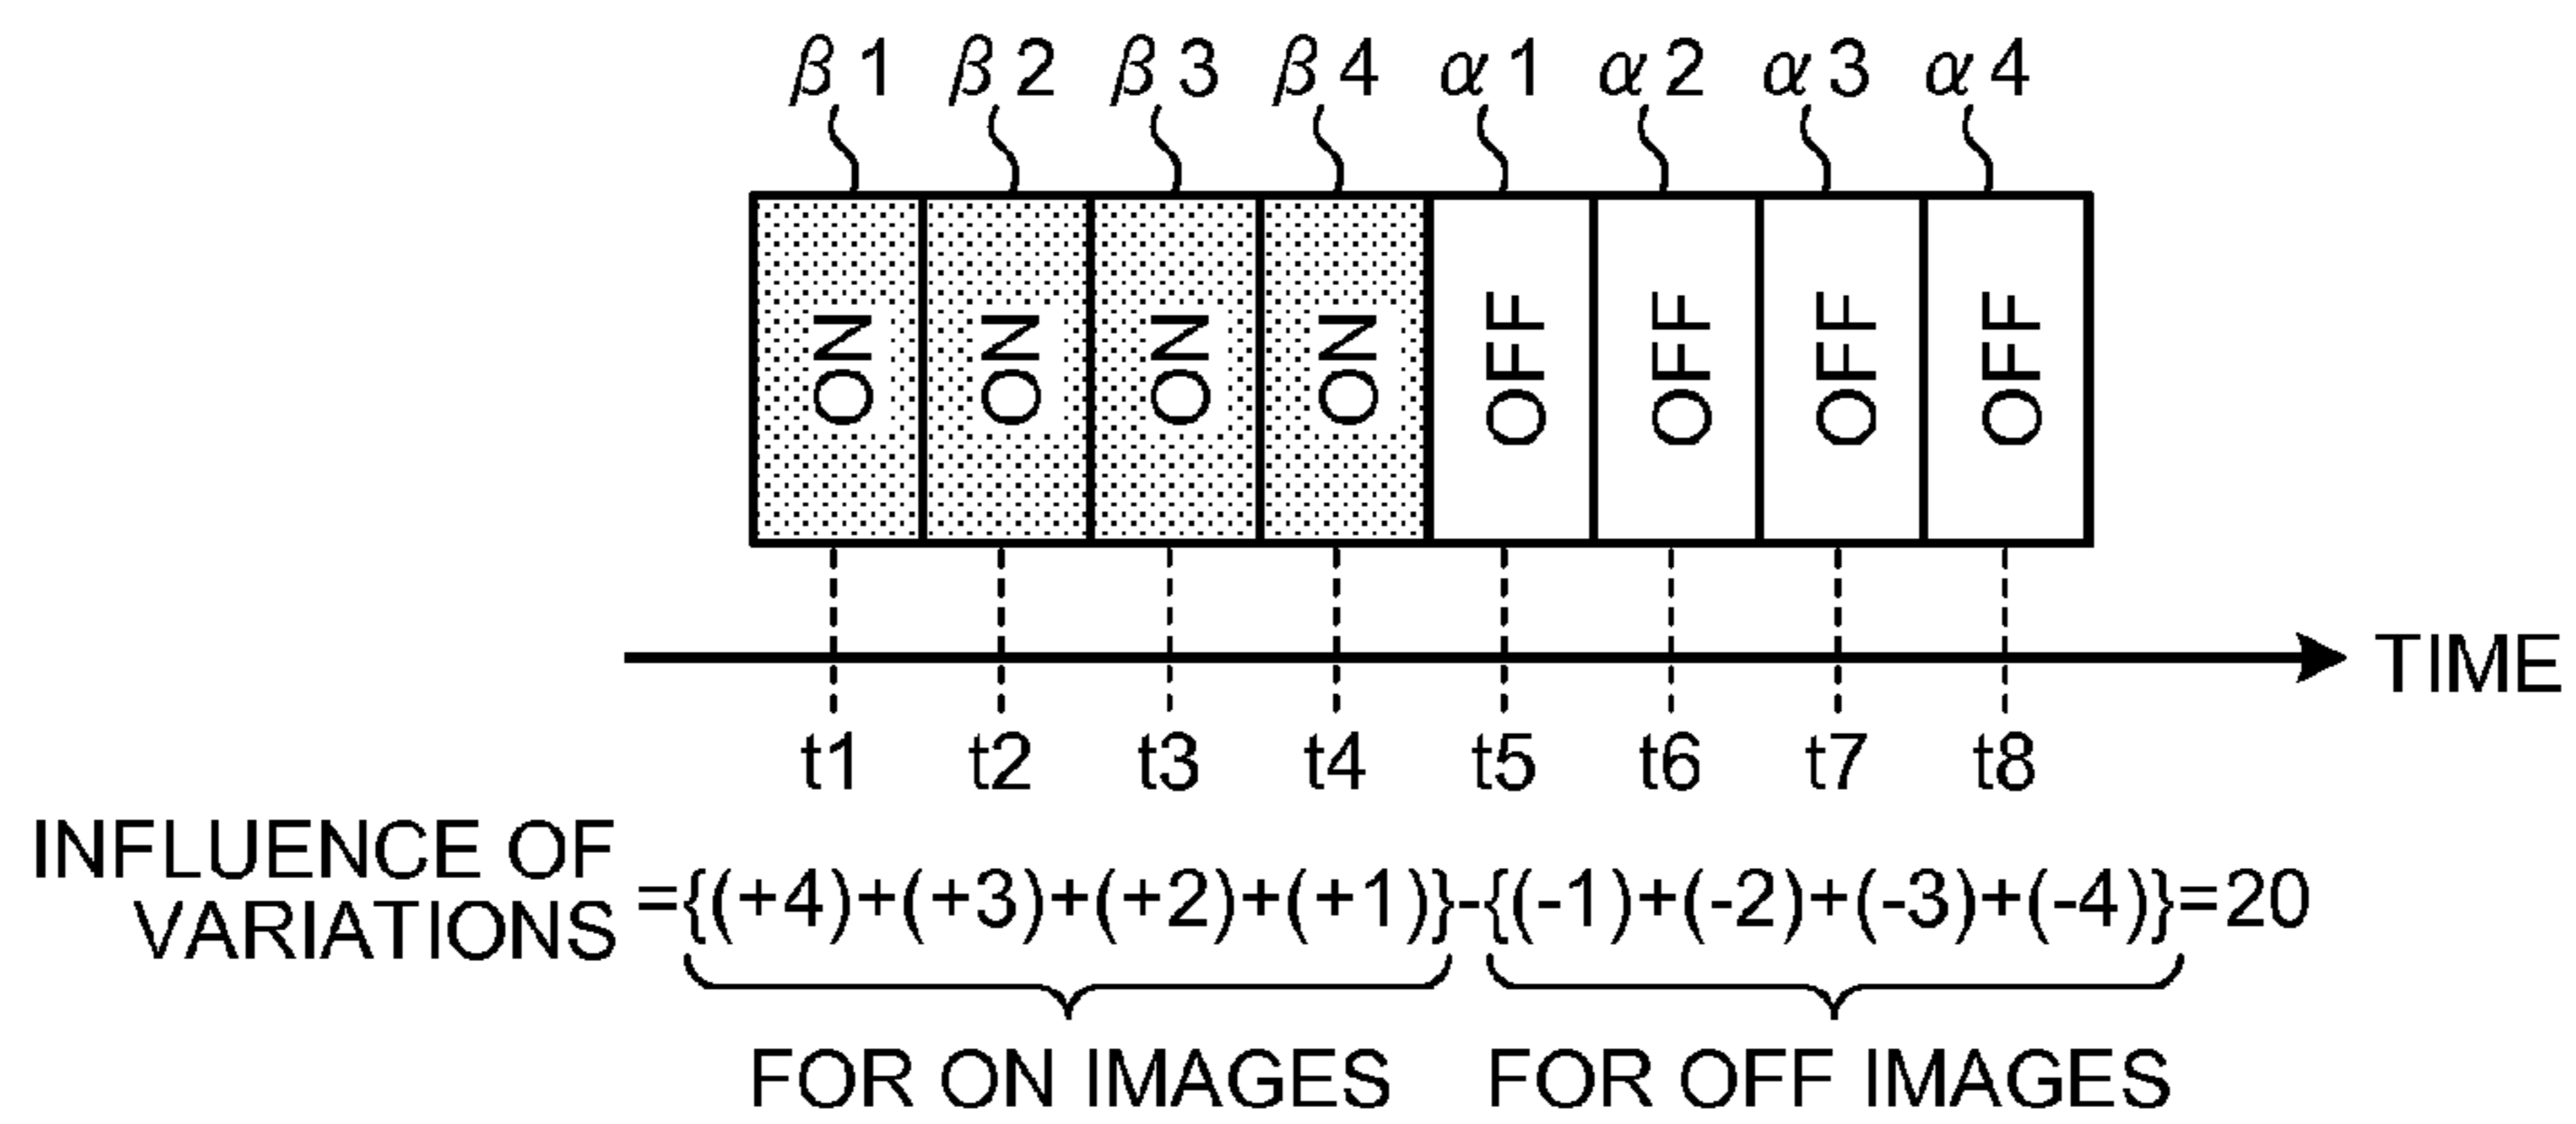 β1 β2 β3 β4 α1 α2 α3 α4
ON ON ON ON OFF OFF OFF OFF
TIME
t1 t2 t3 t4 t5 t6 t7 t8
INFLUENCE OF
VARIATIONS ={(+4)+(+3)+(+2)+(+1)}-{(-1)+(-2)+(-3)+(-4)}=20
FOR ON IMAGES FOR OFF IMAGES